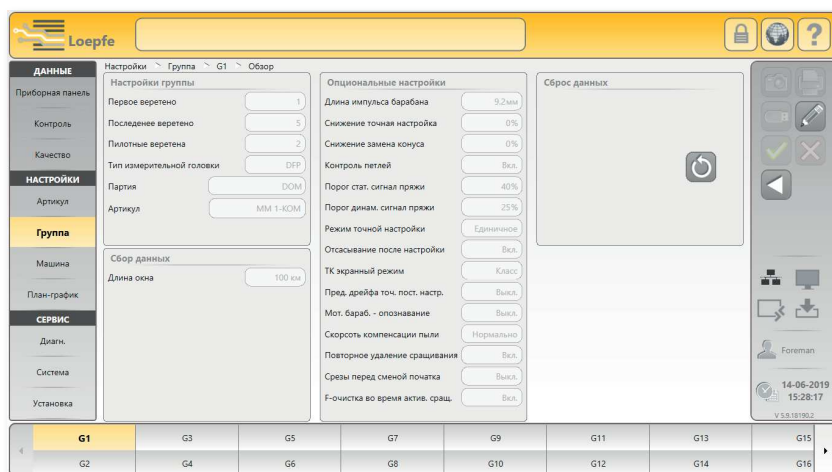 Loepfe
?
ДАННЫЕ
Приборная панель
Контроль
Качество
НАСТРОЙКИ
Артикул
Группа
Машина
План-график
СЕРВИС
Диагн.
Система
Установка
Настройки > Группа > G1 > Обзор
Настройки группы
Первое веретено 1
Последенее веретено 5
Пилотные веретена 2
Тип измерительной головки DFP
Партия DOM
Артикул MM 1-KOM
Сбор данных
Длина окна 100 км
Опциональные настройки
Длина импульса барабана 9.2мм
Снижение точная настройка 0%
Снижение замена конуса 0%
Контроль петлей Вкл.
Порог стат. сигнал пряжи 40%
Порог динам. сигнал пряжи 25%
Режим точной настройки Единичное
Отсасывание после настройки Вкл.
ТК экранный режим Класс
Пред. дрейфа точ. пост. настр. Выкл.
Мот. бараб. - опознавание Выкл.
Скорсоть компенсации пыли Нормально
Повторное удаление сращивания Вкл.
Срезы перед сменой початка Выкл.
F-очистка во время актив. сращ. Вкл.
Сброс данных
Foreman
14-06-2019
15:28:17
V 5.9.18190.2
G1 G3 G5 G7 G9 G11 G13 G15
G2 G4 G6 G8 G10 G12 G14 G16